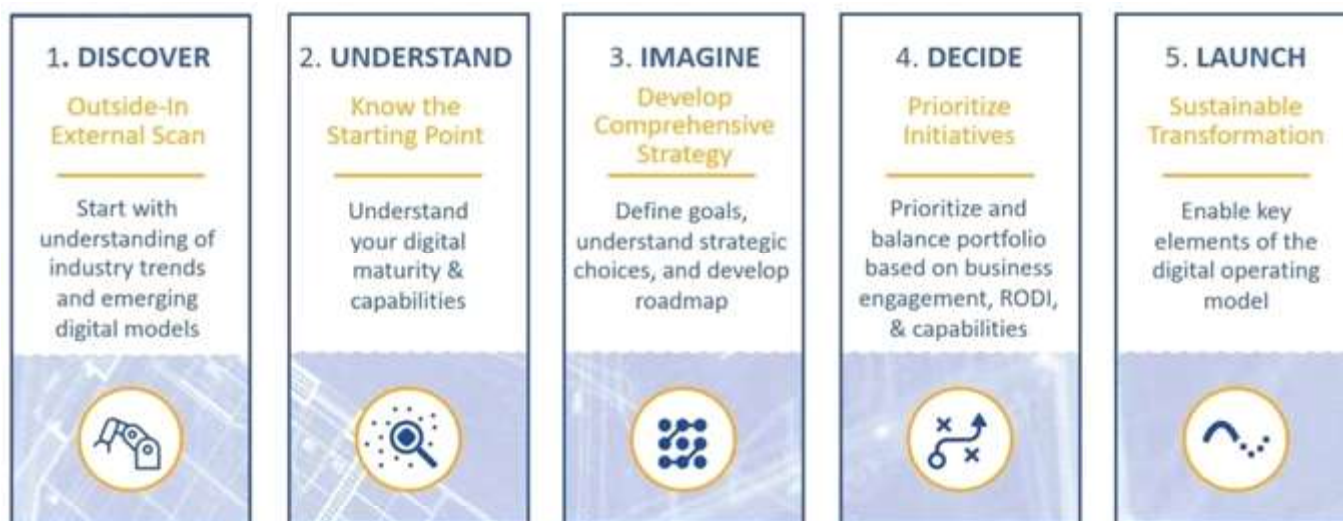 1. DISCOVER
Outside-In
External Scan
Start with
understanding of
industry trends
and emerging
digital models
2. UNDERSTAND
Know the
Starting Point
Understand
your digital
maturity &
capabilities
3. IMAGINE
Develop
Comprehensive
Strategy
Define goals,
understand strategic
choices, and develop
roadmap
4. DECIDE
Prioritize
Initiatives
Prioritize and
balance portfolio
based on business
engagement, RODI,
& capabilities
5. LAUNCH
Sustainable
Transformation
Enable key
elements of the
digital operating
model